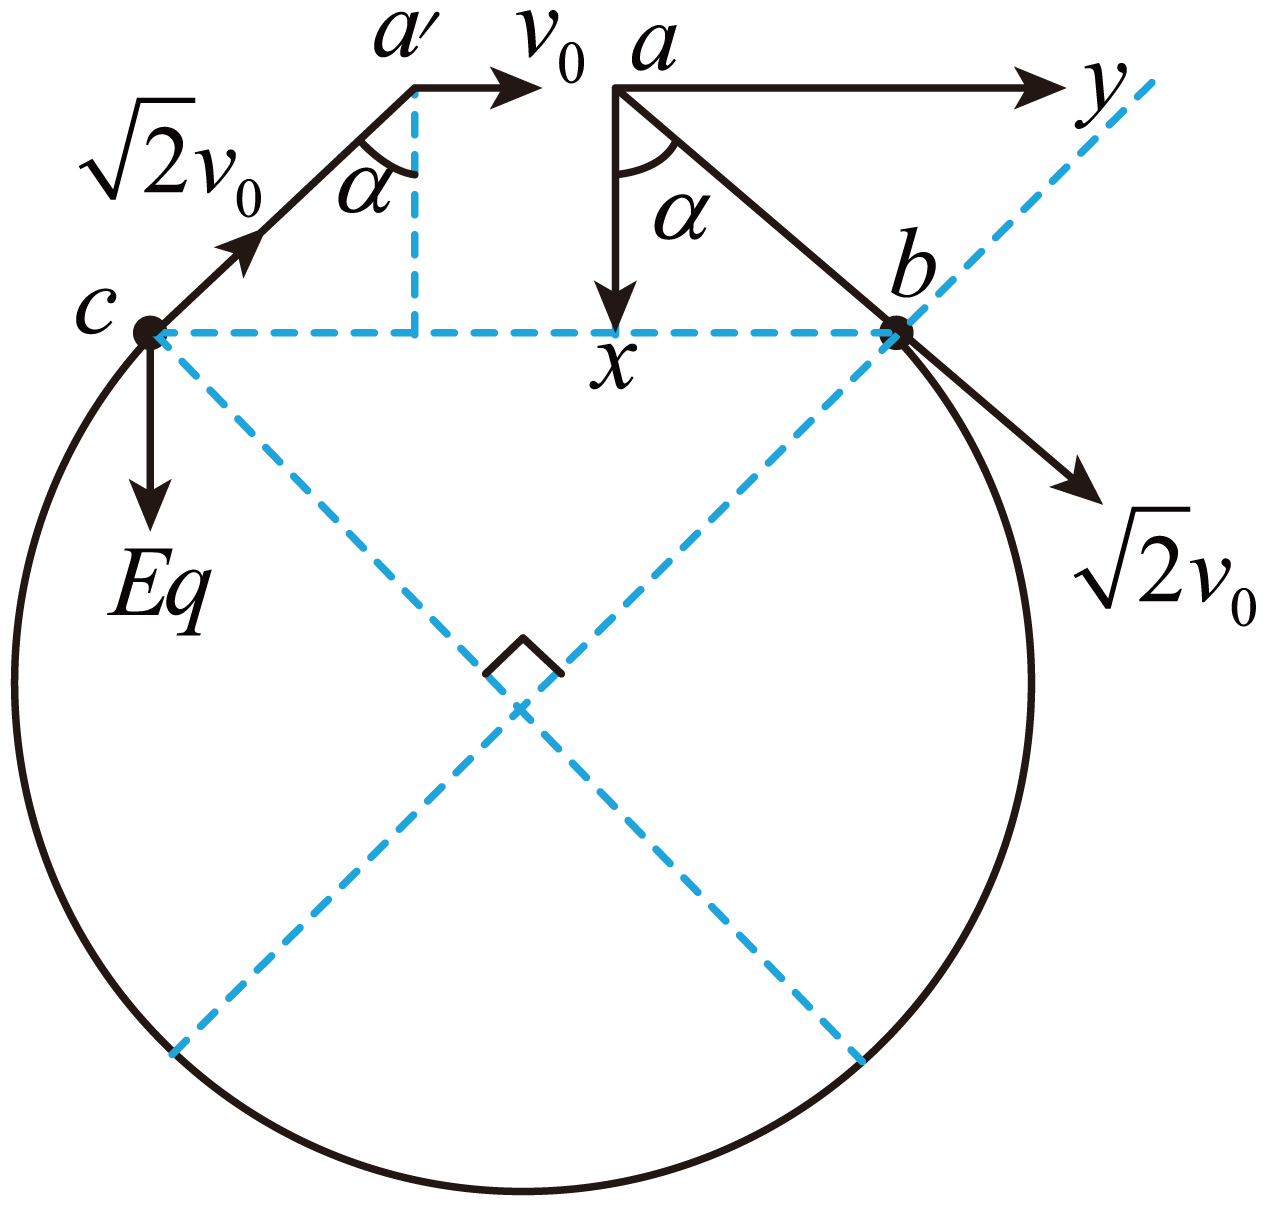 a′
v₀
a
y
√2v₀
α
α
b
c
x
Eq
√2v₀